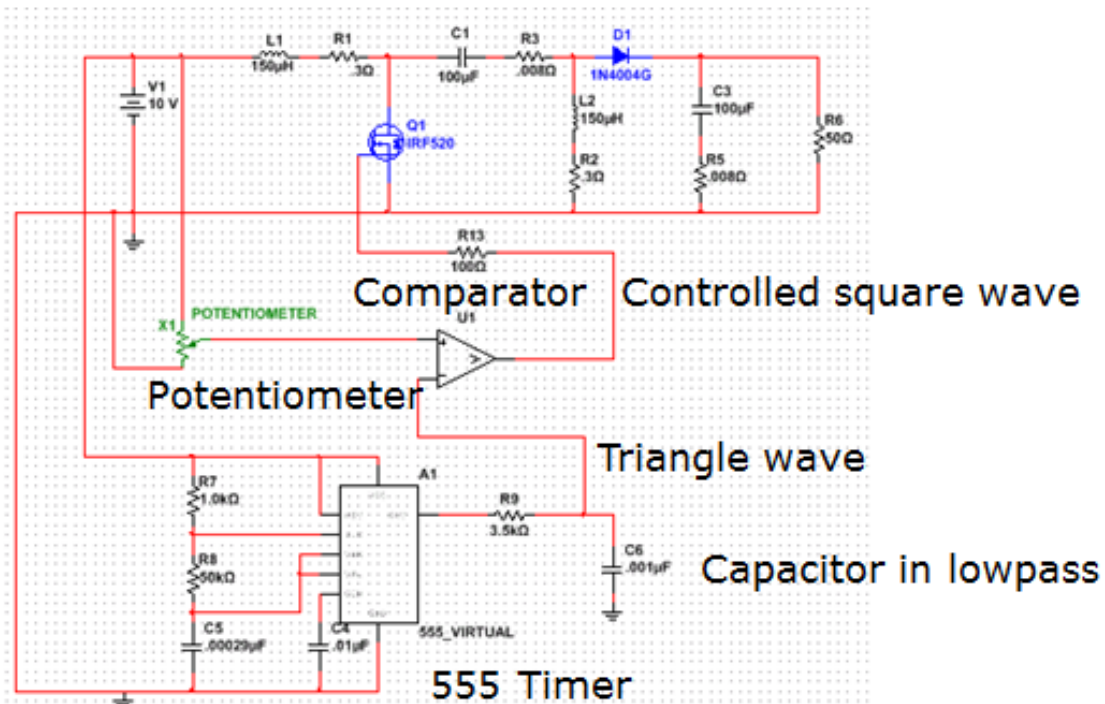 L1
150µH
R1
.3Ω
C1
100µF
R3
.008Ω
D1
1N4004G
V1
10 V
Q1
IRF520
L2
150µH
R2
.3Ω
C3
100µF
R5
.008Ω
R6
50Ω
R13
100Ω
Comparator
Controlled square wave
POTENTIOMETER
X1
U1
Potentiometer
Triangle wave
R7
1.0kΩ
A1
R9
3.5kΩ
R8
50kΩ
C6
.001µF
Capacitor in lowpass
C5
.00029µF
C4
.01µF
555_VIRTUAL
555 Timer